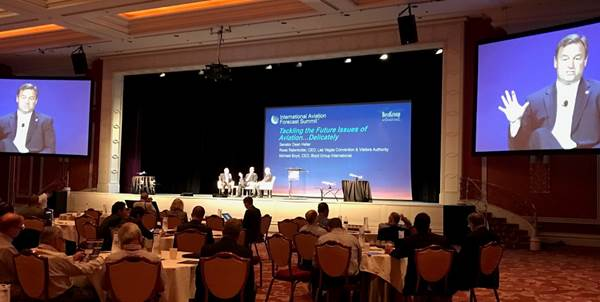 International Aviation
Forecast Summit
BoydGroup
Tackling the Future Issues of
Aviation...Delicately
Senator Dean Heller
Rossi Ralenkotter, CEO, Las Vegas Convention & Visitors Authority
Michael Boyd, CEO, Boyd Group International